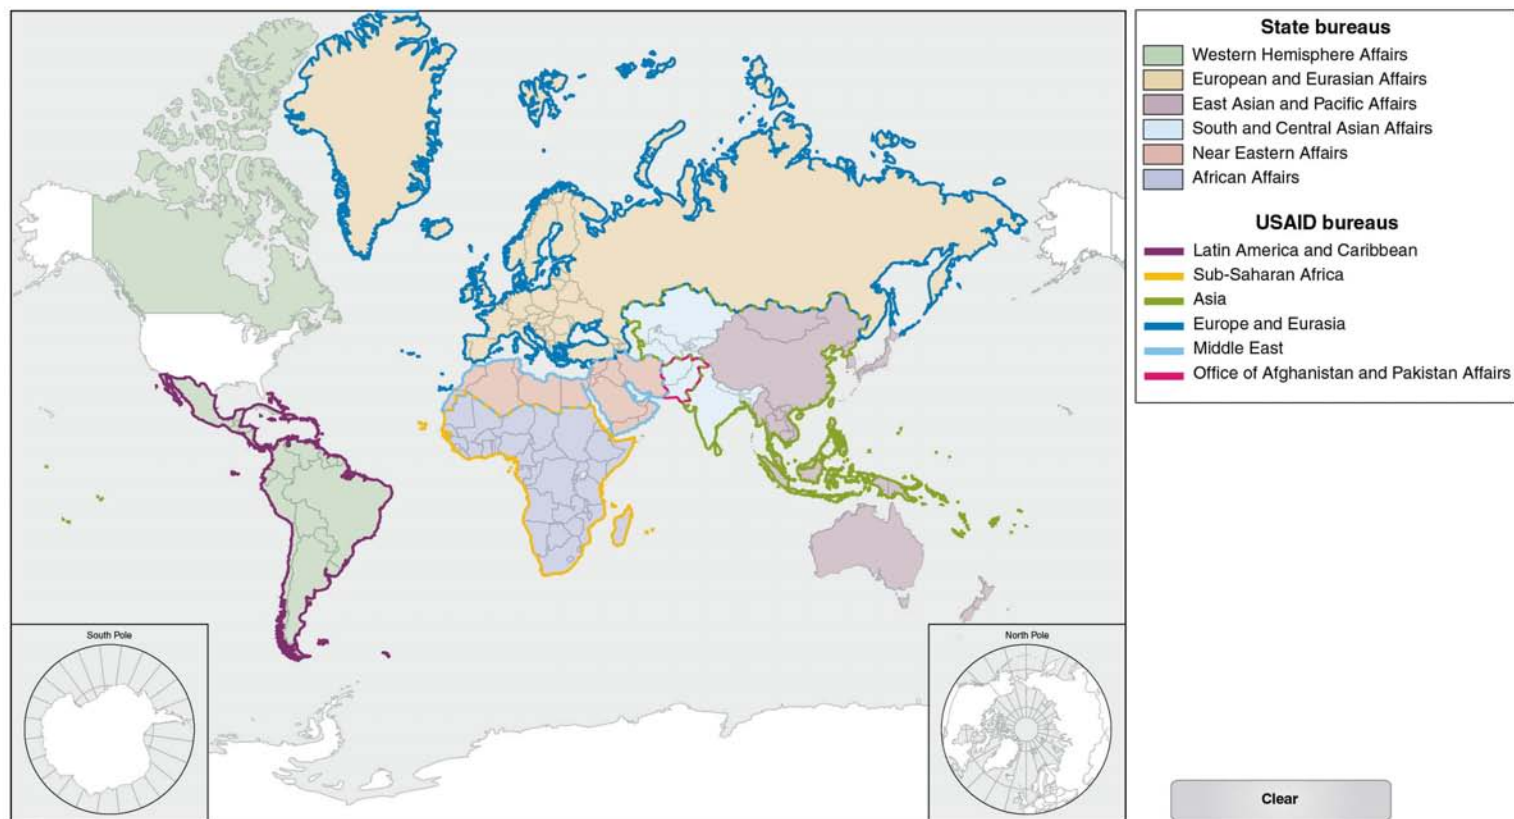 State bureaus
Western Hemisphere Affairs
European and Eurasian Affairs
East Asian and Pacific Affairs
South and Central Asian Affairs
Near Eastern Affairs
African Affairs
USAID bureaus
Latin America and Caribbean
Sub-Saharan Africa
Asia
Europe and Eurasia
Middle East
Office of Afghanistan and Pakistan Affairs
South Pole
North Pole
Clear